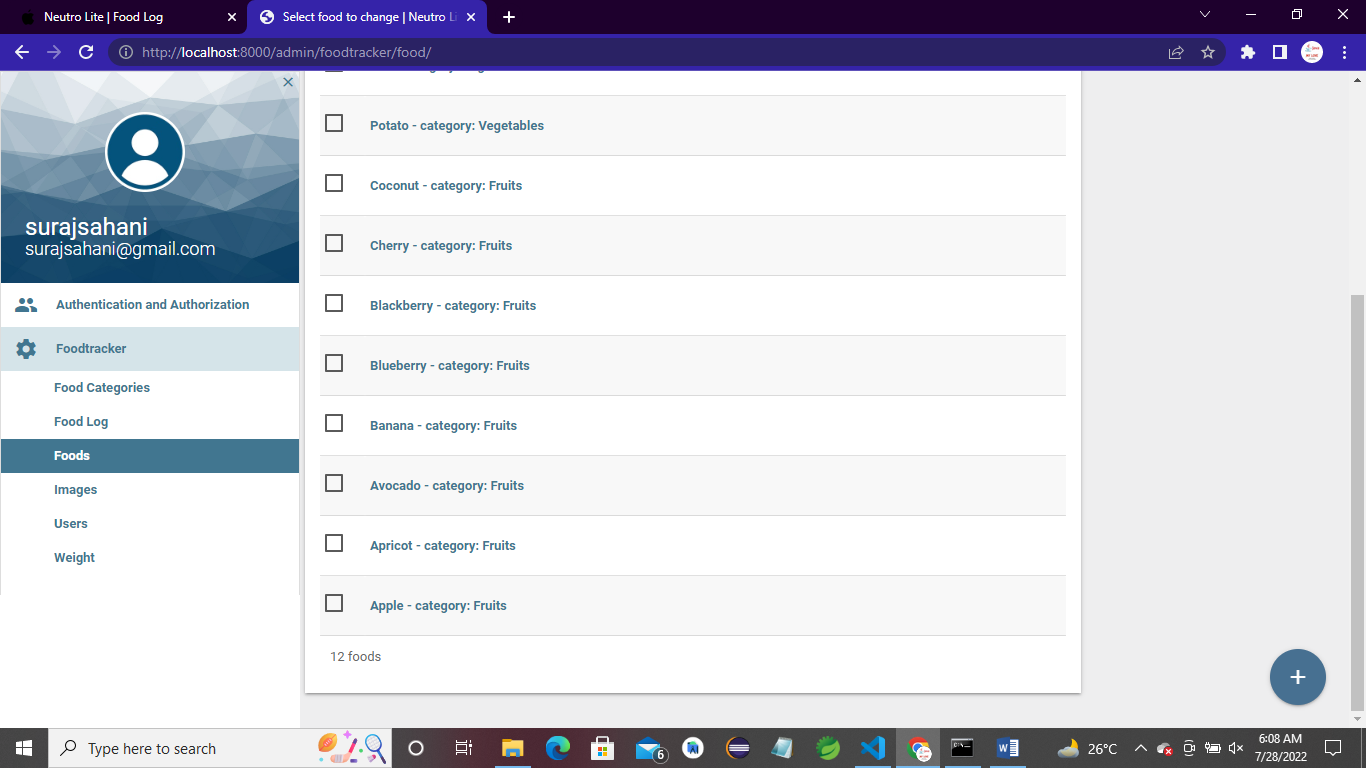 Neutro Lite | Food Log
Select food to change | Neutro Li
http://localhost:8000/admin/foodtracker/food/
surajsahani
surajsahani@gmail.com
Authentication and Authorization
Foodtracker
Food Categories
Food Log
Foods
Images
Users
Weight
Potato - category: Vegetables
Coconut - category: Fruits
Cherry - category: Fruits
Blackberry - category: Fruits
Blueberry - category: Fruits
Banana - category: Fruits
Avocado - category: Fruits
Apricot - category: Fruits
Apple - category: Fruits
12 foods
+
Type here to search
6
26°C
6:08 AM
7/28/2022